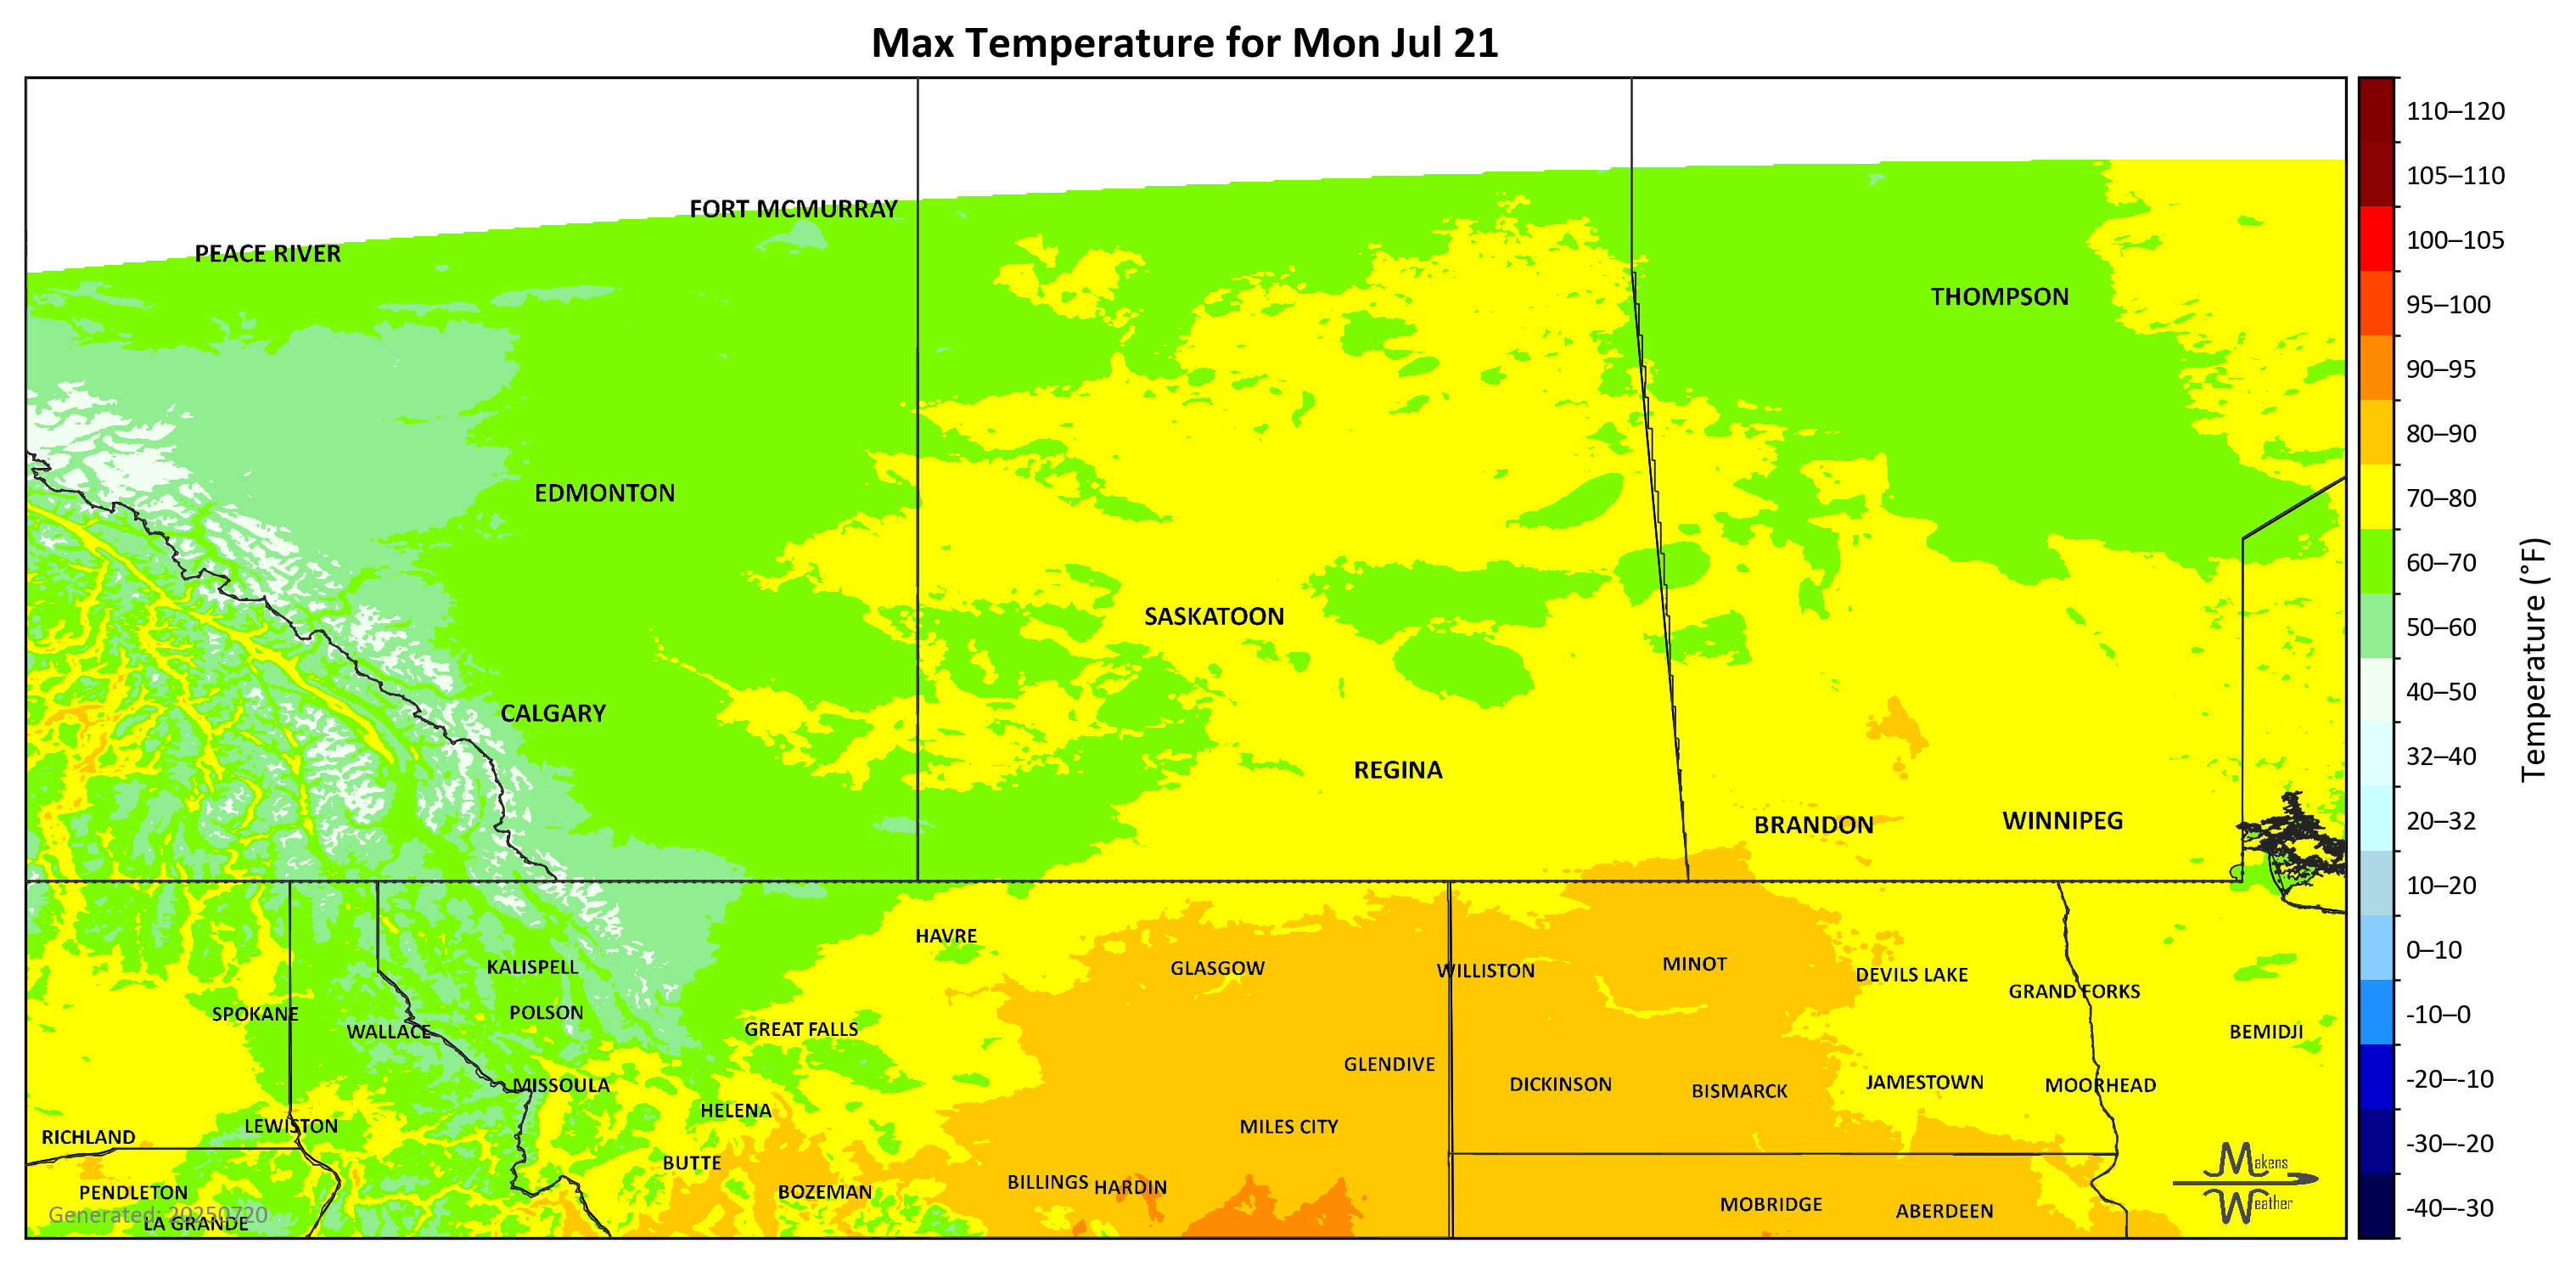 Max Temperature for Mon Jul 21
110–120
105–110
FORT MCMURRAY
100–105
PEACE RIVER
THOMPSON
95–100
90–95
80–90
EDMONTON
70–80
60–70
SASKATOON
50–60
Temperature (°F)
CALGARY
40–50
REGINA
32–40
BRANDON
WINNIPEG
20–32
10–20
HAVRE
0–10
KALISPELL
GLASGOW
WILLISTON
MINOT
DEVILS LAKE
GRAND FORKS
SPOKANE
POLSON
-10–0
WALLACE
GREAT FALLS
BEMIDJI
GLENDIVE
-20–-10
MISSOULA
DICKINSON
BISMARCK
JAMESTOWN
MOORHEAD
HELENA
LEWISTON
MILES CITY
RICHLAND
-30–-20
BUTTE
Makens
PENDLETON
BOZEMAN
BILLINGS
HARDIN
Weather
MOBRIDGE
ABERDEEN
-40–-30
Generated: 20250720
LA GRANDE